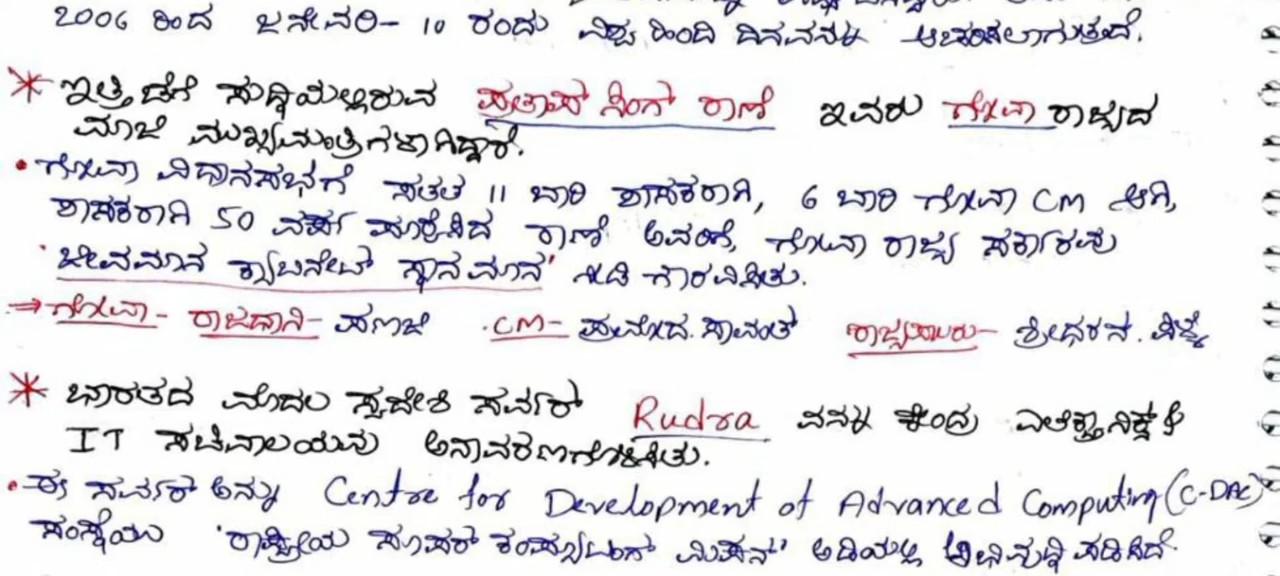 2006 ರಿಂದ ಜನೇವರಿ- 10 ರಂದು ವಿಶ್ವ ಹಿಂದಿ ದಿನವನ್ನು ಆಚರಿಸಲಾಗುತ್ತದೆ.
* ಇತ್ತಿಚೆಗೆ ಸುದ್ದಿಯಲ್ಲಿರುವ ಪ್ರತಾಪ್ ಸಿಂಗ್ ರಾಣೆ ಇವರು ಗೋವಾ ರಾಜ್ಯದ
ಮಾಜಿ ಮುಖ್ಯಮಂತ್ರಿಗಳಾಗಿದ್ದಾರೆ.
• ಗೋವಾ ವಿಧಾನಸಭೆಗೆ ಸತತ 11 ಬಾರಿ ಶಾಸಕರಾಗಿ, 6 ಬಾರಿ ಗೋವಾ CM ಆಗಿ,
ಶಾಸಕರಾಗಿ 50 ವರ್ಷ ಪೂರೈಸಿದ ರಾಣೆ ಅವರಿಗೆ, ಗೋವಾ ರಾಜ್ಯ ಸರ್ಕಾರವು
'ಜೀವಮಾನ ಕ್ಯಾಬಿನೇಟ್ ಸ್ಥಾನಮಾನ' ನೀಡಿ ಗೌರವಿಸಿತು.
⇒ ಗೋವಾ- ರಾಜಧಾನಿ- ಪಣಜಿ .CM- ಪ್ರಮೋದ.ಸಾವಂತ್ ರಾಜ್ಯಪಾಲರು- ಶ್ರೀಧರನ್. ಪಿಳ್ಳೈ
* ಭಾರತದ ಮೊದಲ ಸ್ವದೇಶಿ ಸರ್ವರ್ Rudra ವನ್ನು ಕೇಂದ್ರ ಎಲೆಕ್ಟ್ರಾನಿಕ್ಸ್ &
IT ಸಚಿವಾಲಯವು ಅನಾವರಣಗೊಳಿಸಿತು.
• ಈ ಸರ್ವರ್ ಅನ್ನು Centre for Development of Advanced Computing (C-DAC)
ಸಂಸ್ಥೆಯು 'ರಾಷ್ಟ್ರೀಯ ಸೂಪರ್ ಕಂಪ್ಯೂಟಿಂಗ್ ಮಿಷನ್' ಅಡಿಯಲ್ಲಿ ಅಭಿವೃದ್ಧಿ ಪಡಿಸಿದೆ.